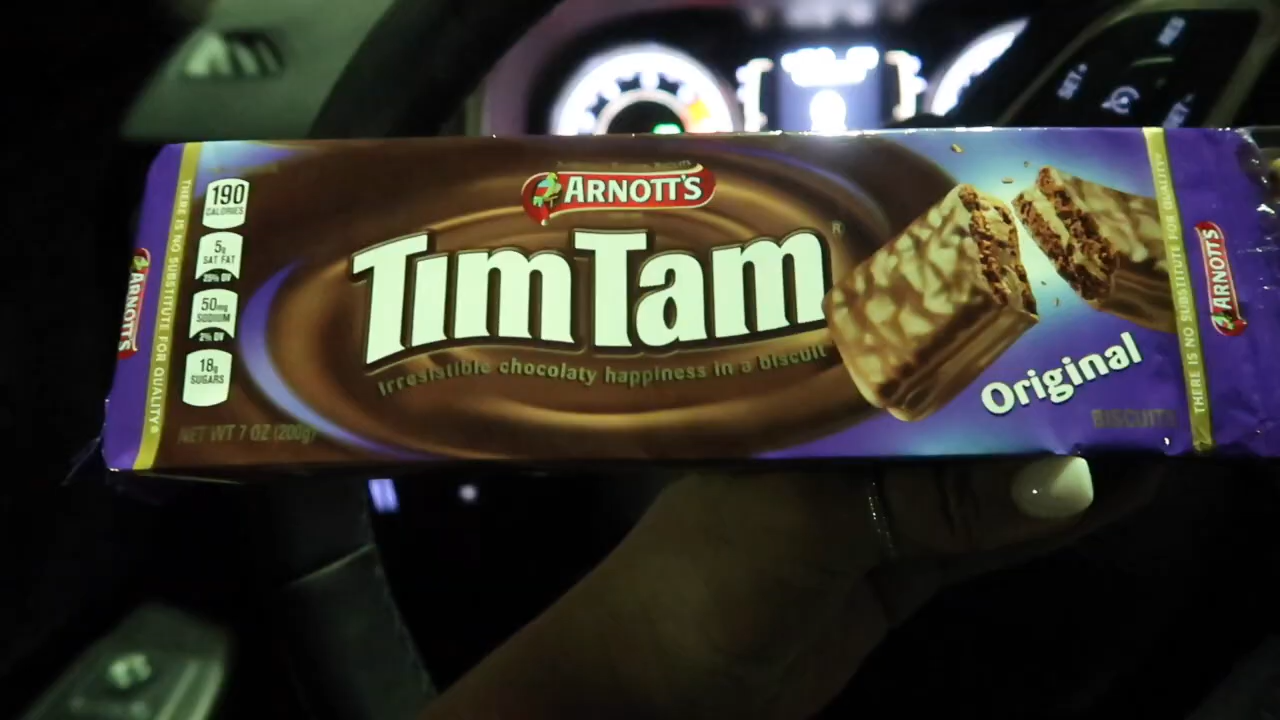 ARNOTT'S
THERE IS NO SUBSTITUTE FOR QUALITY®
190
CALORIES
5g
SAT FAT
50mg
SODIUM
2% DV
18g
SUGARS
NET WT 7 OZ (200g)
ARNOTT'S
TimTam®
Irresistible chocolaty happiness in a biscuit
Original
BISCUITS
THERE IS NO SUBSTITUTE FOR QUALITY®
ARNOTT'S
SET+
SET-